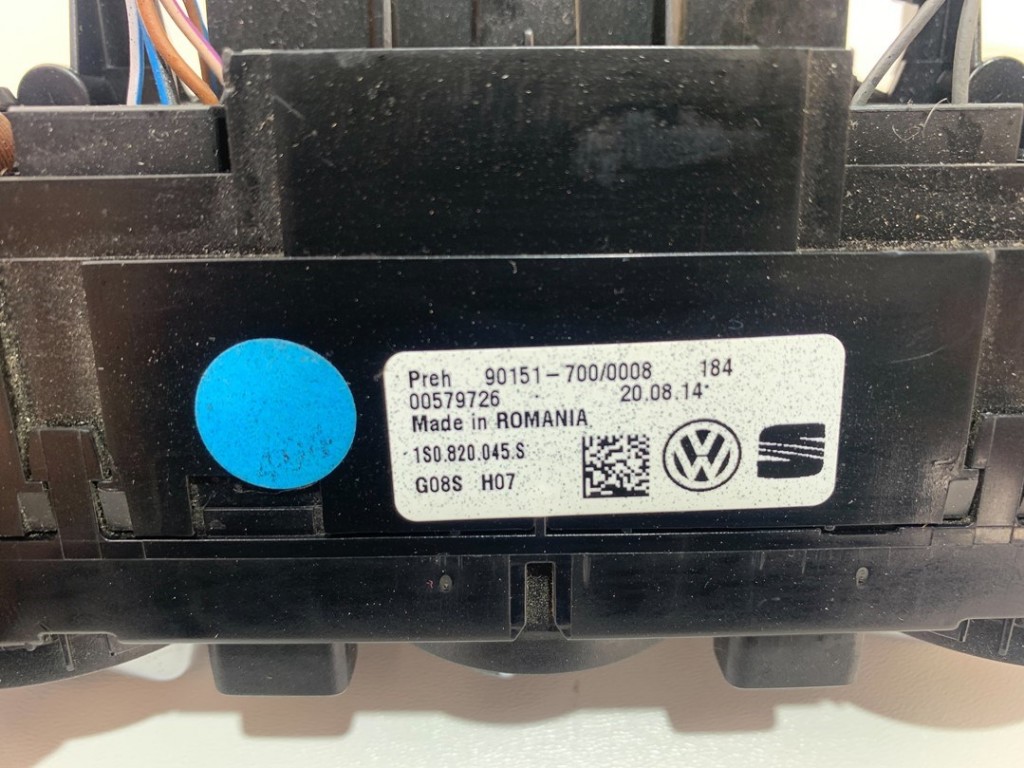 Preh 90151-700/0008 184
00579726 20.08.14
Made in ROMANIA
1S0.820.045.S
G08S H07